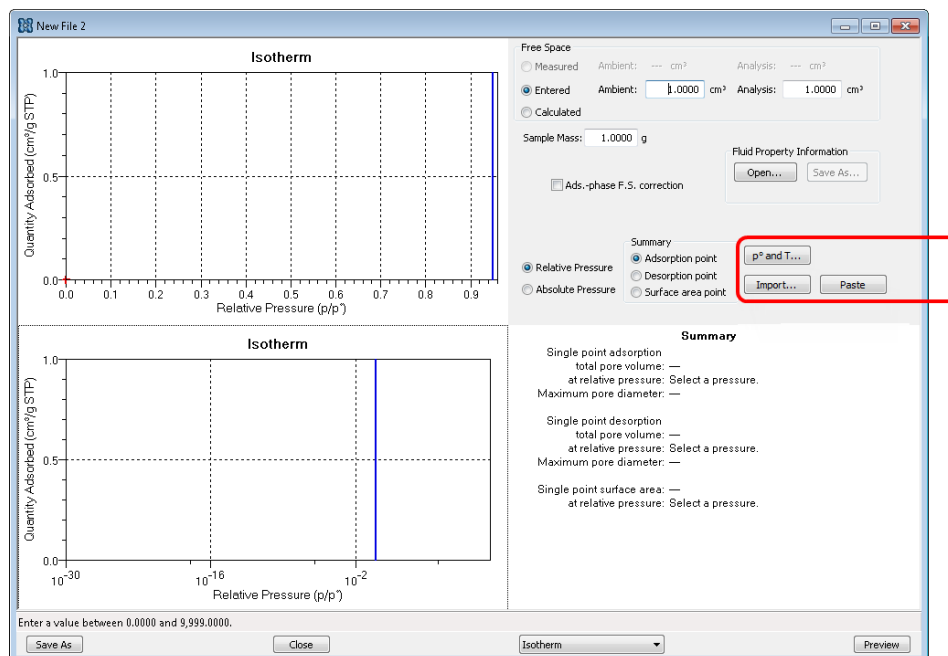 New File 2
Isotherm
Quantity Adsorbed (cm³/g STP)
1.0
0.5
0.0
0.0 0.1 0.2 0.3 0.4 0.5 0.6 0.7 0.8 0.9
Relative Pressure (p/p°)
Free Space
Measured Ambient: --- cm³ Analysis: --- cm³
Entered Ambient: 1.0000 cm³ Analysis: 1.0000 cm³
Calculated
Sample Mass: 1.0000 g
Fluid Property Information
Open... Save As...
Ads.-phase F.S. correction
Relative Pressure
Absolute Pressure
Summary
Adsorption point
Desorption point
Surface area point
p° and T...
Import... Paste
Isotherm
Quantity Adsorbed (cm³/g STP)
1.0
0.5
0.0
10⁻³⁰ 10⁻¹⁶ 10⁻²
Relative Pressure (p/p°)
Summary
Single point adsorption
total pore volume: —
at relative pressure: Select a pressure.
Maximum pore diameter: —
Single point desorption
total pore volume: —
at relative pressure: Select a pressure.
Maximum pore diameter: —
Single point surface area: —
at relative pressure: Select a pressure.
Enter a value between 0.0000 and 9,999.0000.
Save As Close Isotherm Preview